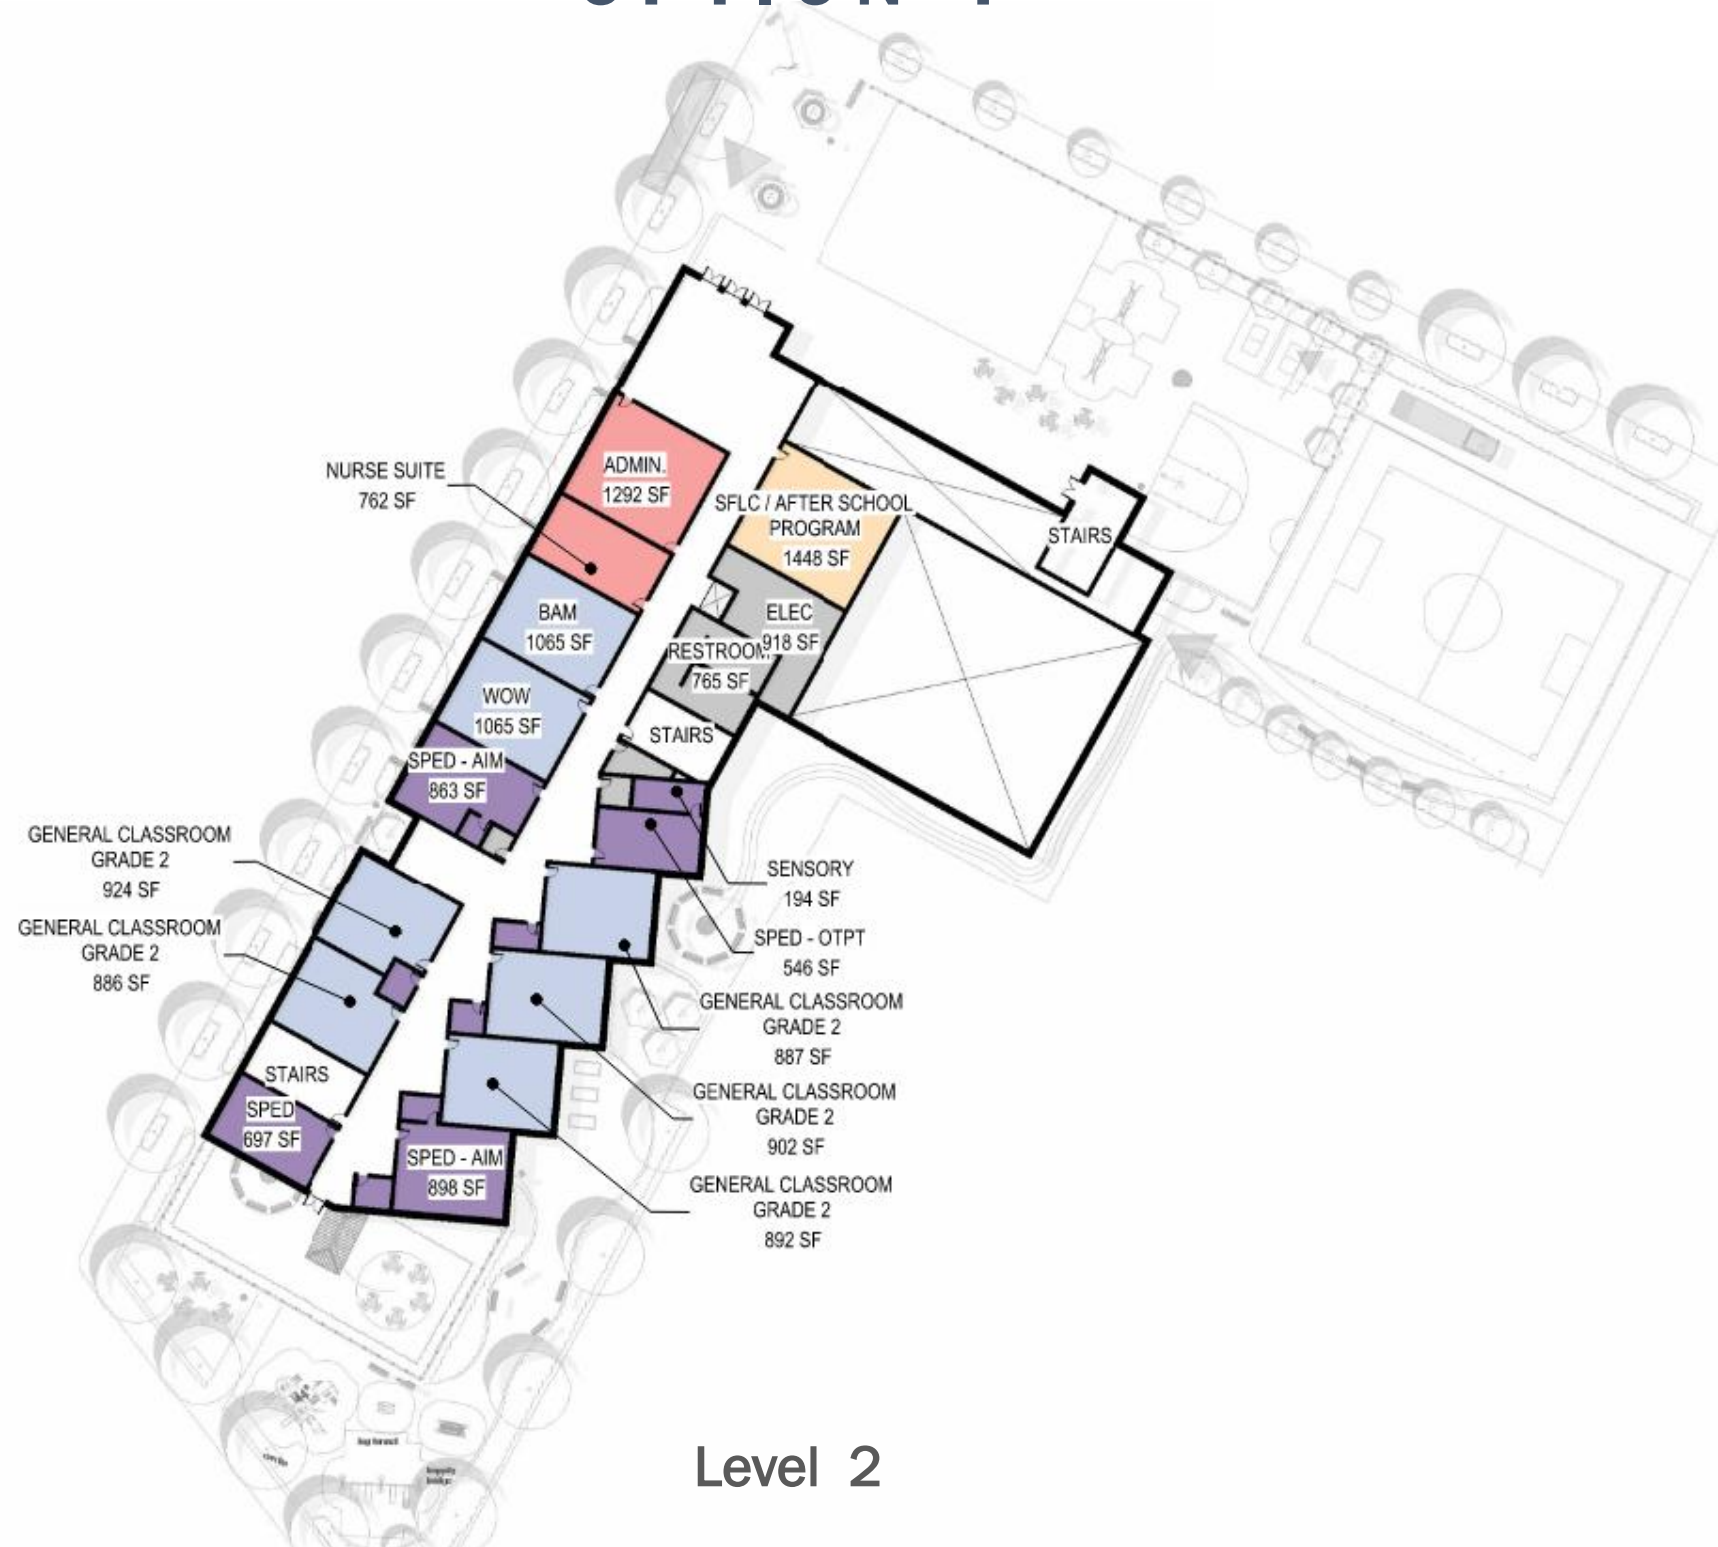 OPTION 1
NURSE SUITE
762 SF
ADMIN.
1292 SF
SFLC / AFTER SCHOOL
PROGRAM
1448 SF
STAIRS
BAM
1065 SF
ELEC
918 SF
RESTROOM
765 SF
WOW
1065 SF
STAIRS
SPED - AIM
863 SF
GENERAL CLASSROOM
GRADE 2
924 SF
SENSORY
194 SF
GENERAL CLASSROOM
GRADE 2
886 SF
SPED - OTPT
546 SF
GENERAL CLASSROOM
GRADE 2
887 SF
STAIRS
GENERAL CLASSROOM
GRADE 2
902 SF
SPED
697 SF
SPED - AIM
898 SF
GENERAL CLASSROOM
GRADE 2
892 SF
Level 2